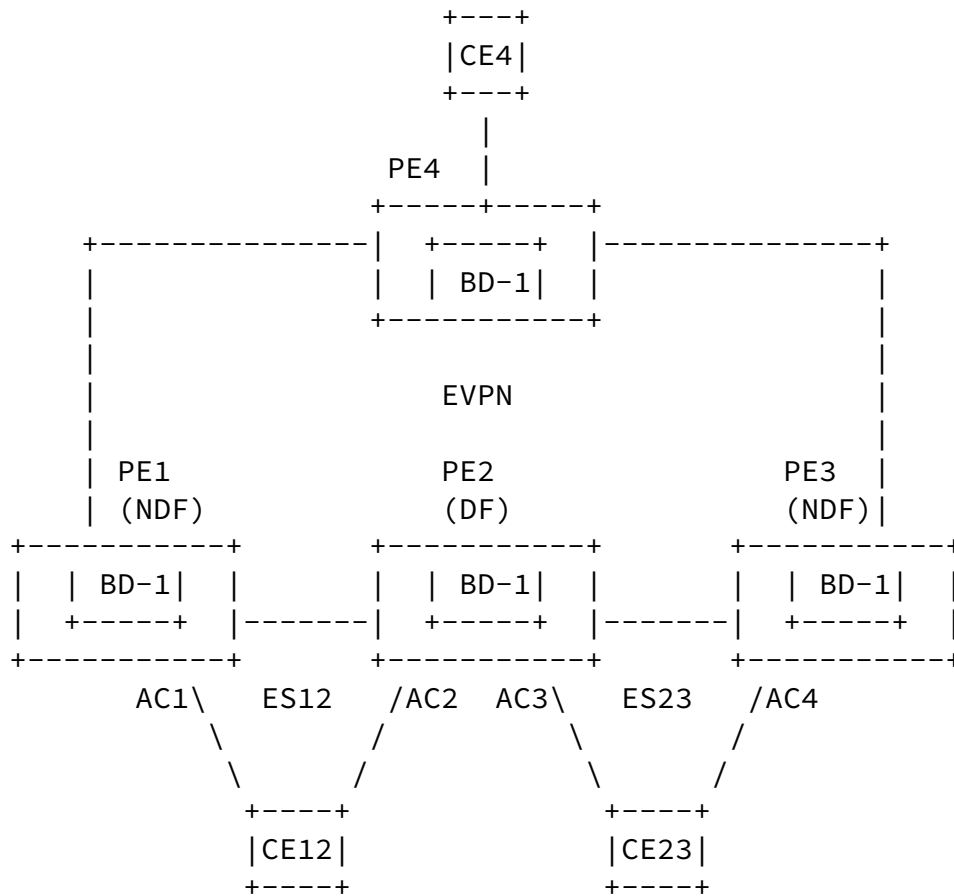 CE4
PE4
BD-1
EVPN
PE1 PE2 PE3
(NDF) (DF) (NDF)
BD-1 BD-1 BD-1
AC1 ES12 AC2 AC3 ES23 AC4
CE12 CE23